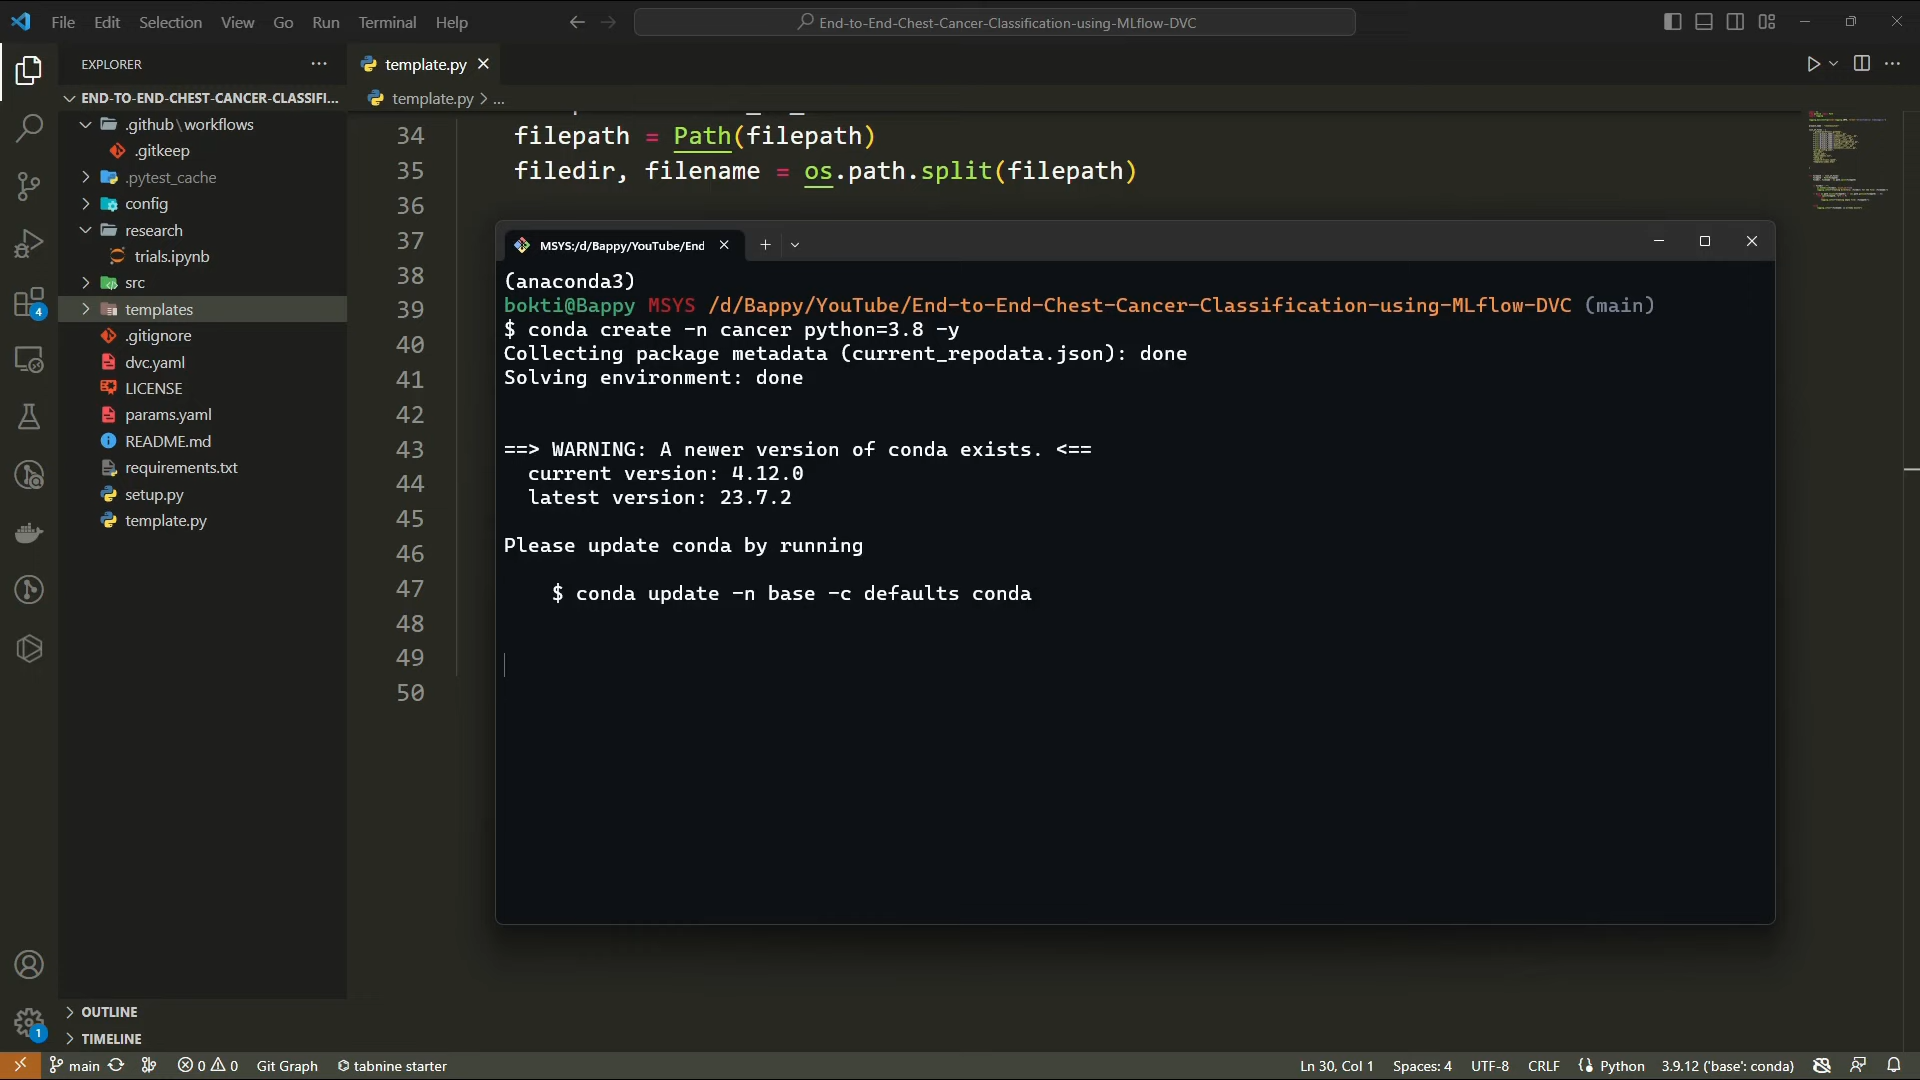 File Edit Selection View Go Run Terminal Help
End-to-End-Chest-Cancer-Classification-using-MLflow-DVC
EXPLORER
template.py
END-TO-END-CHEST-CANCER-CLASSIFI...
template.py > ...
.github\workflows
.gitkeep
.pytest_cache
config
research
trials.ipynb
src
templates
.gitignore
dvc.yaml
LICENSE
params.yaml
README.md
requirements.txt
setup.py
template.py
4
34 filepath = Path(filepath)
35 filedir, filename = os.path.split(filepath)
36
37
38
39
40
41
42
43
44
45
46
47
48
49
50
MSYS:/d/Bappy/YouTube/End
(anaconda3)
bokti@Bappy MSYS /d/Bappy/YouTube/End-to-End-Chest-Cancer-Classification-using-MLflow-DVC (main)
$ conda create -n cancer python=3.8 -y
Collecting package metadata (current_repodata.json): done
Solving environment: done
==> WARNING: A newer version of conda exists. <==
current version: 4.12.0
latest version: 23.7.2
Please update conda by running
$ conda update -n base -c defaults conda
OUTLINE
1
TIMELINE
main 0 0 Git Graph tabnine starter Ln 30, Col 1 Spaces: 4 UTF-8 CRLF Python 3.9.12 ('base': conda)